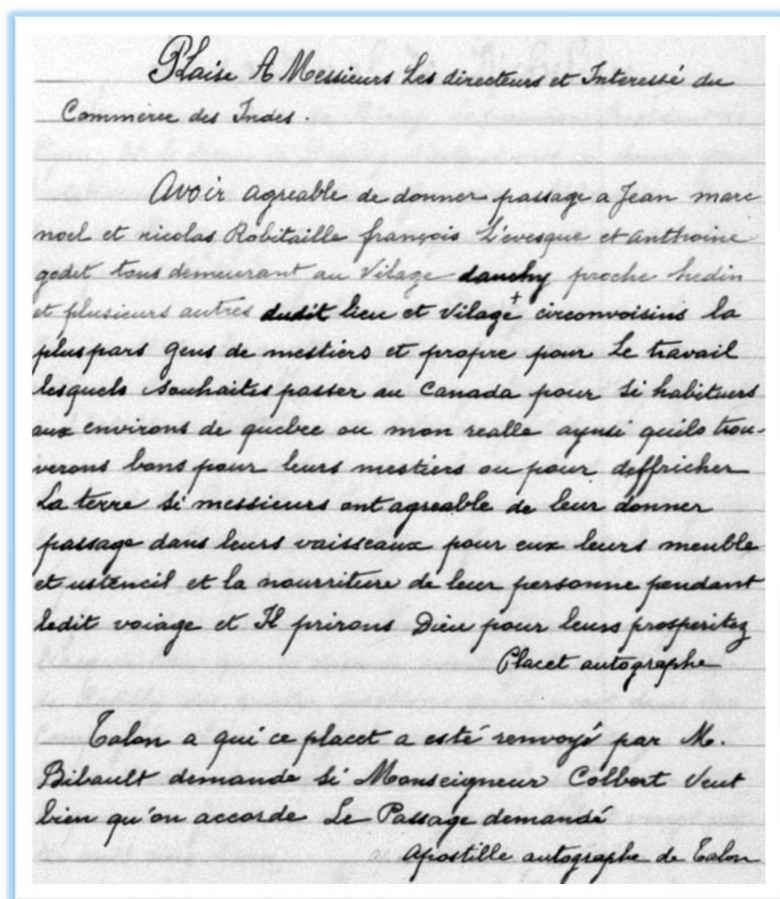 Plaise A Messieurs Les directeurs et Interessé du
Commerce des Indes.
Avoir agreable de donner passage a Jean marc
noel et nicolas Robitaille françois L'evesque et anthoine
godet tous demeurant au Vilage dauchy proche hedin
et plusieurs autres dudit lieu et Vilage + circonvoisins la
pluspars gens de mestiers et propre pour Le travail
lesquels souhaites passer au Canada pour si habituers
aux environs de quebec ou mon realle aynsi quils trou-
verons bons pour leurs mestiers ou pour deffricher
La terre si messieurs ont agreable de leur donner
passage dans leurs vaisseaux pour eux leurs meuble
et ustencil et la nourriture de leur personne pendant
ledit voiage et Il prirons Dieu pour leurs prosperitez
Placet autographe
Talon a qui ce placet a esté renvoyé par M.
Bibault demande si Monseigneur Colbert Veut
bien qu'on accorde Le Passage demandé
apostille autographe de Talon